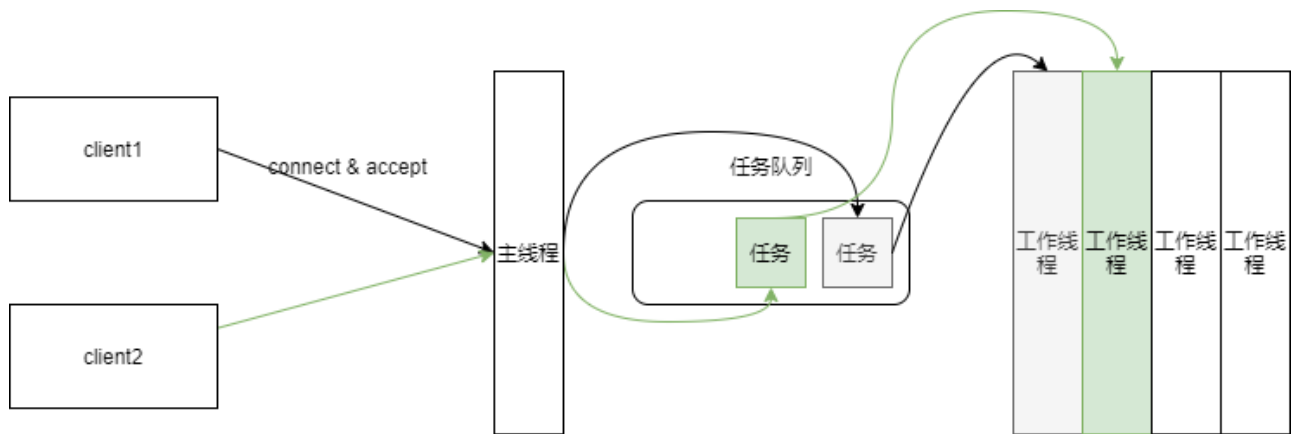 client1
connect & accept
任务队列
主线程
任务
任务
工作线
程
工作线
程
工作线
程
工作线
程
client2